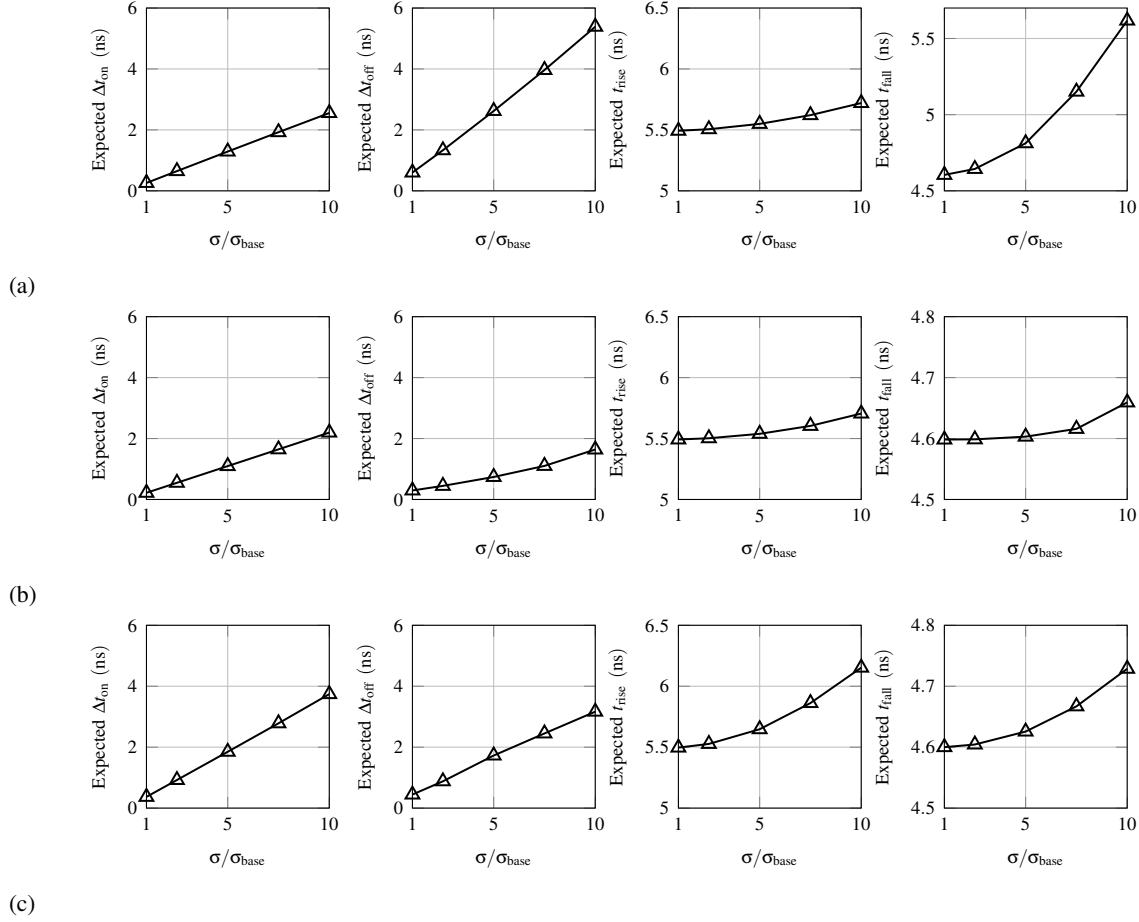 6
4
2
0
1 5 10
Expected Δt_on (ns)
σ/σ_base
6
4
2
0
1 5 10
Expected Δt_off (ns)
σ/σ_base
6.5
6
5.5
5
1 5 10
Expected t_rise (ns)
σ/σ_base
5.5
5
4.5
1 5 10
Expected t_fall (ns)
σ/σ_base
(a)
6
4
2
0
1 5 10
Expected Δt_on (ns)
σ/σ_base
6
4
2
0
1 5 10
Expected Δt_off (ns)
σ/σ_base
6.5
6
5.5
5
1 5 10
Expected t_rise (ns)
σ/σ_base
4.8
4.7
4.6
4.5
1 5 10
Expected t_fall (ns)
σ/σ_base
(b)
6
4
2
0
1 5 10
Expected Δt_on (ns)
σ/σ_base
6
4
2
0
1 5 10
Expected Δt_off (ns)
σ/σ_base
6.5
6
5.5
5
1 5 10
Expected t_rise (ns)
σ/σ_base
4.8
4.7
4.6
4.5
1 5 10
Expected t_fall (ns)
σ/σ_base
(c)